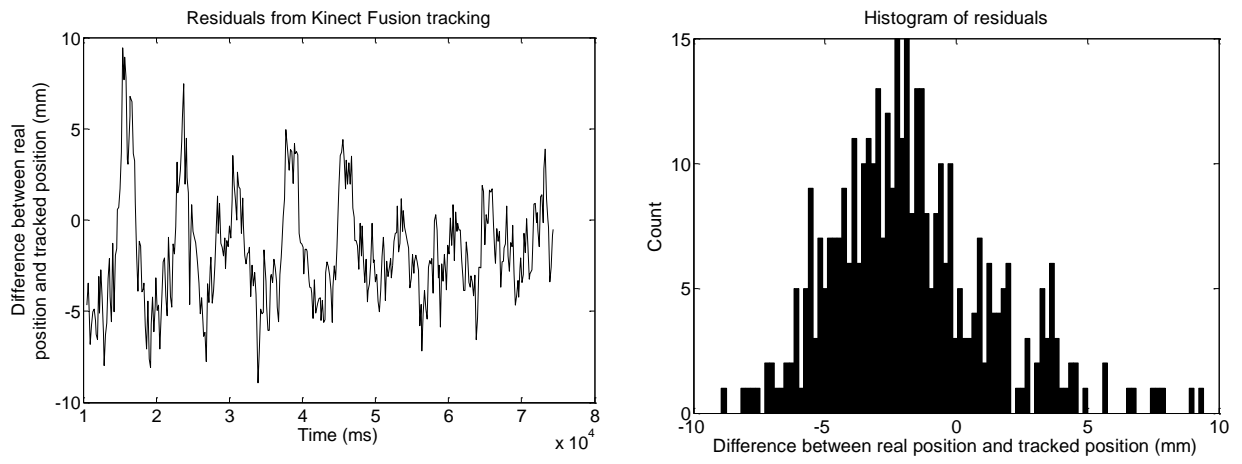 Residuals from Kinect Fusion tracking
Difference between real
position and tracked position (mm)
10
5
0
-5
-10
1
2
3
4
5
6
7
8
Time (ms)
x 10⁴
Histogram of residuals
Count
15
10
5
0
-10
-5
0
5
10
Difference between real position and tracked position (mm)